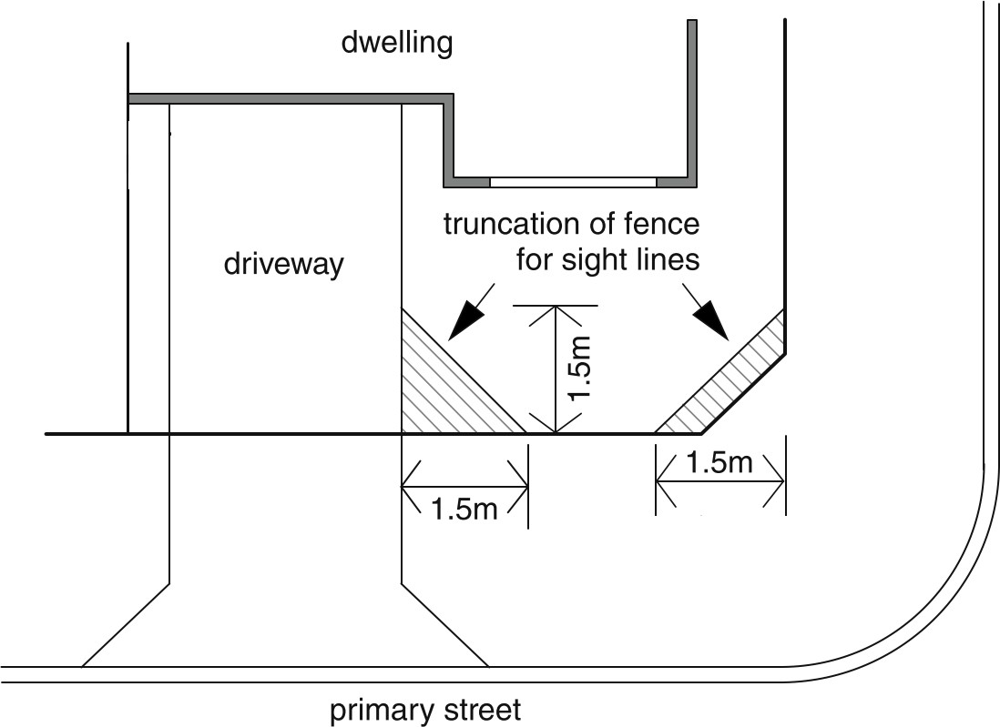 dwelling
truncation of fence
for sight lines
driveway
1.5m
1.5m
1.5m
primary street